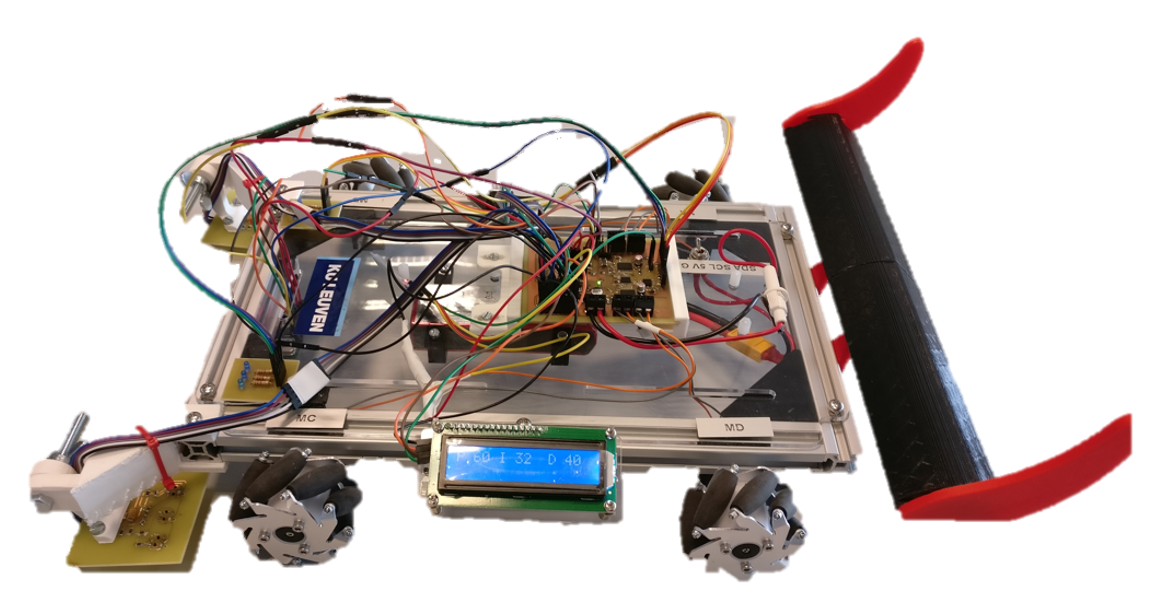 SDA SCL 5V G
KU LEUVEN
MC
MD
P.60 I 32 D 40